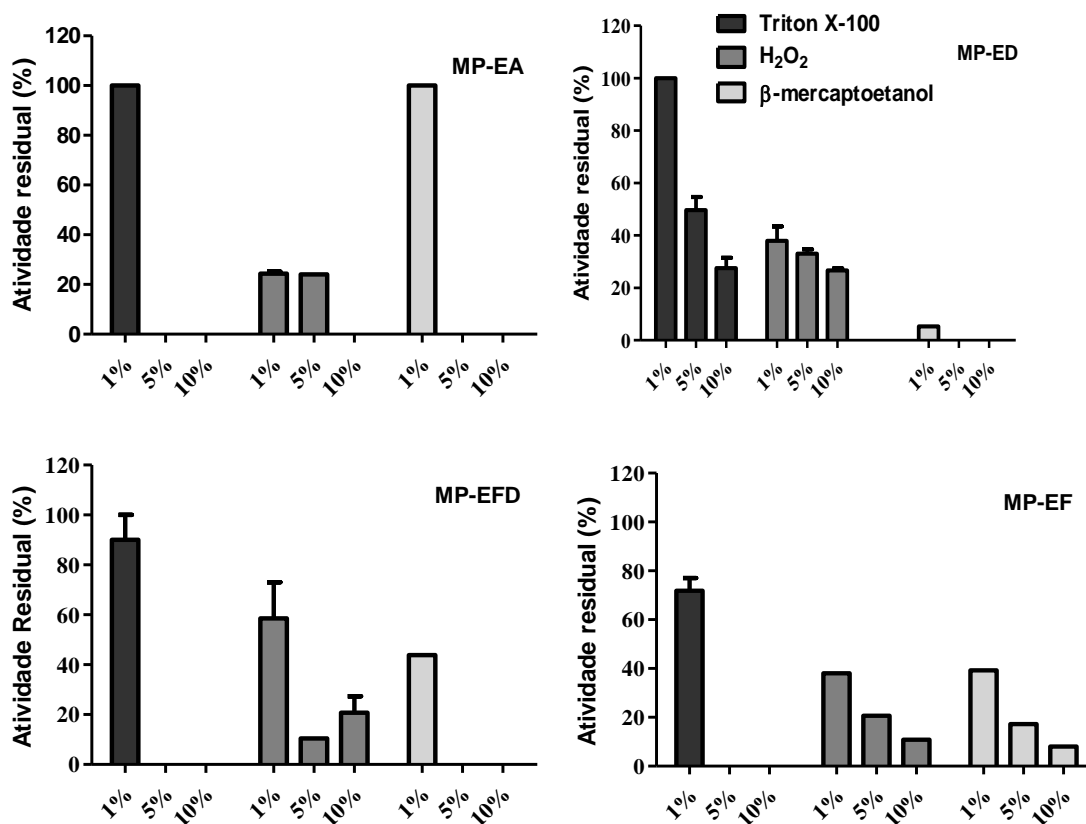 MP-EA
Atividade residual (%)
120
100
80
60
40
20
0
1% 5% 10% 1% 5% 10% 1% 5% 10%
Triton X-100
H₂O₂
β-mercaptoetanol
MP-ED
Atividade residual (%)
120
100
80
60
40
20
0
1% 5% 10% 1% 5% 10% 1% 5% 10%
MP-EFD
Atividade Residual (%)
120
100
80
60
40
20
0
1% 5% 10% 1% 5% 10% 1% 5% 10%
MP-EF
Atividade residual (%)
120
100
80
60
40
20
0
1% 5% 10% 1% 5% 10% 1% 5% 10%